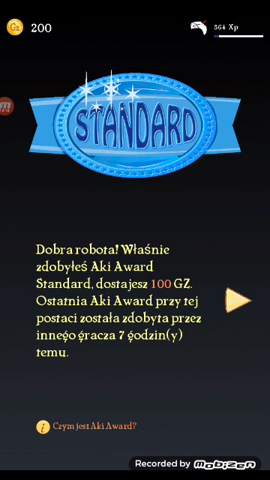 Gz 200
564 Xp
STANDARD
Dobra robota! Właśnie
zdobyłeś Aki Award
Standard, dostajesz 100 GZ.
Ostatnia Aki Award przy tej
postaci została zdobyta przez
innego gracza 7 godzin(y)
temu.
i Czym jest Aki Award?
Recorded by Mobizen